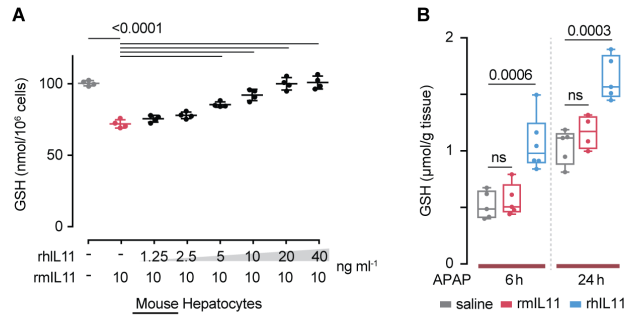 A
<0.0001
GSH (nmol/10⁶ cells)
100
50
0
rhIL11 - - 1.25 2.5 5 10 20 40
ng ml⁻¹
rmIL11 - 10 10 10 10 10 10 10
Mouse Hepatocytes
B
GSH (μmol/g tissue)
2
1
0
0.0006
ns
0.0003
ns
APAP 6 h 24 h
saline rmIL11 rhIL11